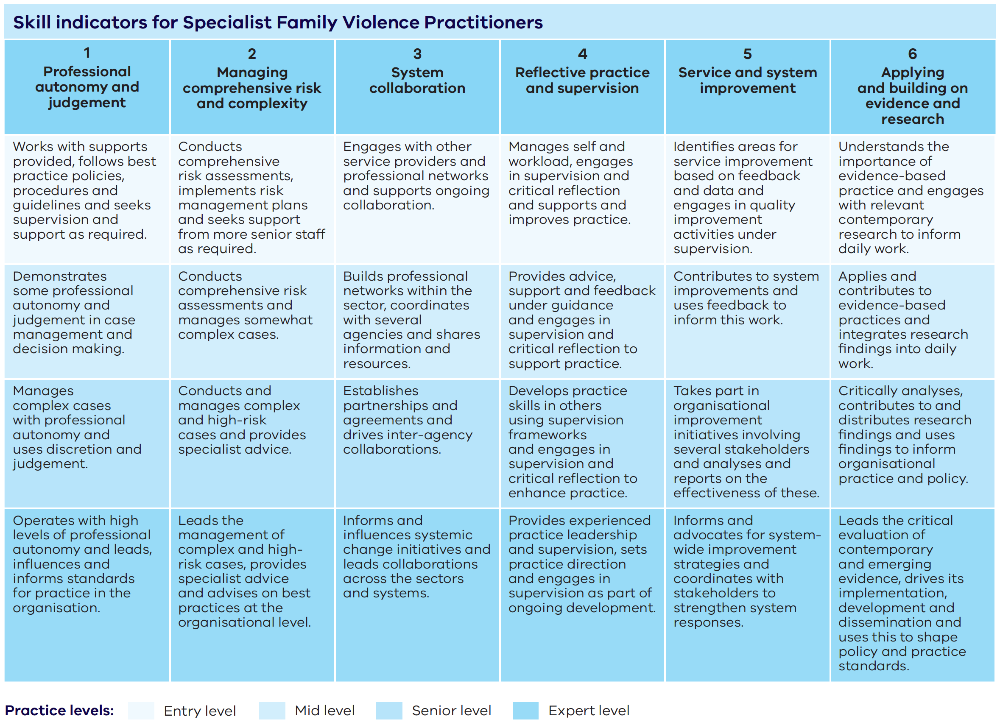 Skill indicators for Specialist Family Violence Practitioners
1
Professional
autonomy and
judgement
2
Managing
comprehensive risk
and complexity
3
System
collaboration
4
Reflective practice
and supervision
5
Service and system
improvement
6
Applying
and building on
evidence and
research
Works with supports
provided, follows best
practice policies,
procedures and
guidelines and seeks
supervision and
support as required.
Conducts
comprehensive
risk assessments,
implements risk
management plans
and seeks support
from more senior staff
as required.
Engages with other
service providers and
professional networks
and supports ongoing
collaboration.
Manages self and
workload, engages
in supervision and
critical reflection
and supports and
improves practice.
Identifies areas for
service improvement
based on feedback
and data and
engages in quality
improvement
activities under
supervision.
Understands the
importance of
evidence-based
practice and engages
with relevant
contemporary
research to inform
daily work.
Demonstrates
some professional
autonomy and
judgement in case
management and
decision making.
Conducts
comprehensive risk
assessments and
manages somewhat
complex cases.
Builds professional
networks within the
sector, coordinates
with several
agencies and shares
information and
resources.
Provides advice,
support and feedback
under guidance
and engages in
supervision and
critical reflection to
support practice.
Contributes to system
improvements and
uses feedback to
inform this work.
Applies and
contributes to
evidence-based
practices and
integrates research
findings into daily
work.
Manages
complex cases
with professional
autonomy and
uses discretion and
judgement.
Conducts and
manages complex
and high-risk
cases and provides
specialist advice.
Establishes
partnerships and
agreements and
drives inter-agency
collaborations.
Develops practice
skills in others
using supervision
frameworks
and engages in
supervision and
critical reflection to
enhance practice.
Takes part in
organisational
improvement
initiatives involving
several stakeholders
and analyses and
reports on the
effectiveness of these.
Critically analyses,
contributes to and
distributes research
findings and uses
findings to inform
organisational
practice and policy.
Operates with high
levels of professional
autonomy and leads,
influences and
informs standards
for practice in the
organisation.
Leads the
management of
complex and high-
risk cases, provides
specialist advice
and advises on best
practices at the
organisational level.
Informs and
influences systemic
change initiatives and
leads collaborations
across the sectors
and systems.
Provides experienced
practice leadership
and supervision, sets
practice direction
and engages in
supervision as part of
ongoing development.
Informs and
advocates for system-
wide improvement
strategies and
coordinates with
stakeholders to
strengthen system
responses.
Leads the critical
evaluation of
contemporary
and emerging
evidence, drives its
implementation,
development and
dissemination and
uses this to shape
policy and practice
standards.
Practice levels: Entry level Mid level Senior level Expert level